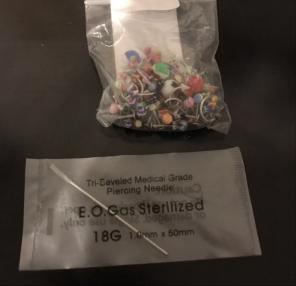 Tri-Beveled Medical Grade
Piercing Needle
E.O.Gas Sterilized
18G 1.0mm x 50mm